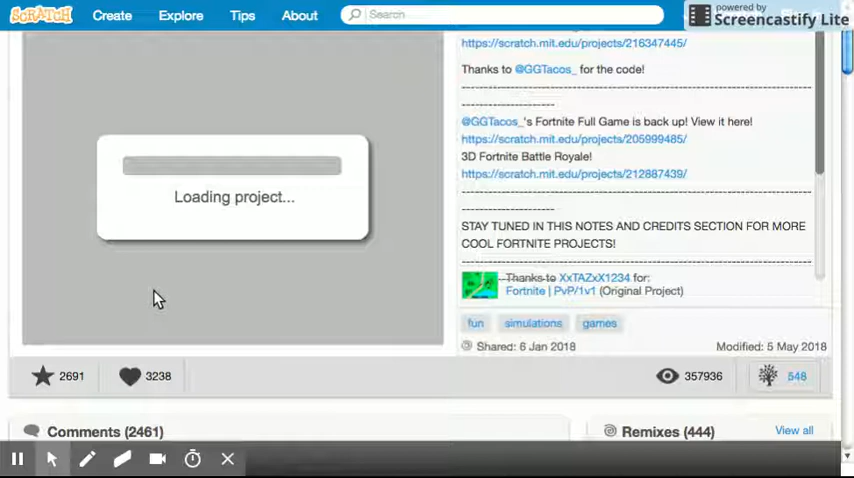 SCRATCH Create Explore Tips About Search
powered by
Screencastify Lite
https://scratch.mit.edu/projects/216347445/
Thanks to @GGTacos_ for the code!
--------------------------------------------------------------------------------
--------------------
@GGTacos_'s Fortnite Full Game is back up! View it here!
https://scratch.mit.edu/projects/205999485/
3D Fortnite Battle Royale!
https://scratch.mit.edu/projects/212887439/
--------------------------------------------------------------------------------
--------------------
STAY TUNED IN THIS NOTES AND CREDITS SECTION FOR MORE
COOL FORTNITE PROJECTS!
--------------------------------------------------------------------------------
Thanks to XxTAZxX1234 for:
Fortnite | PvP/1v1 (Original Project)
Loading project...
fun simulations games
Shared: 6 Jan 2018 Modified: 5 May 2018
2691 3238 357936 548
Comments (2461) Remixes (444) View all